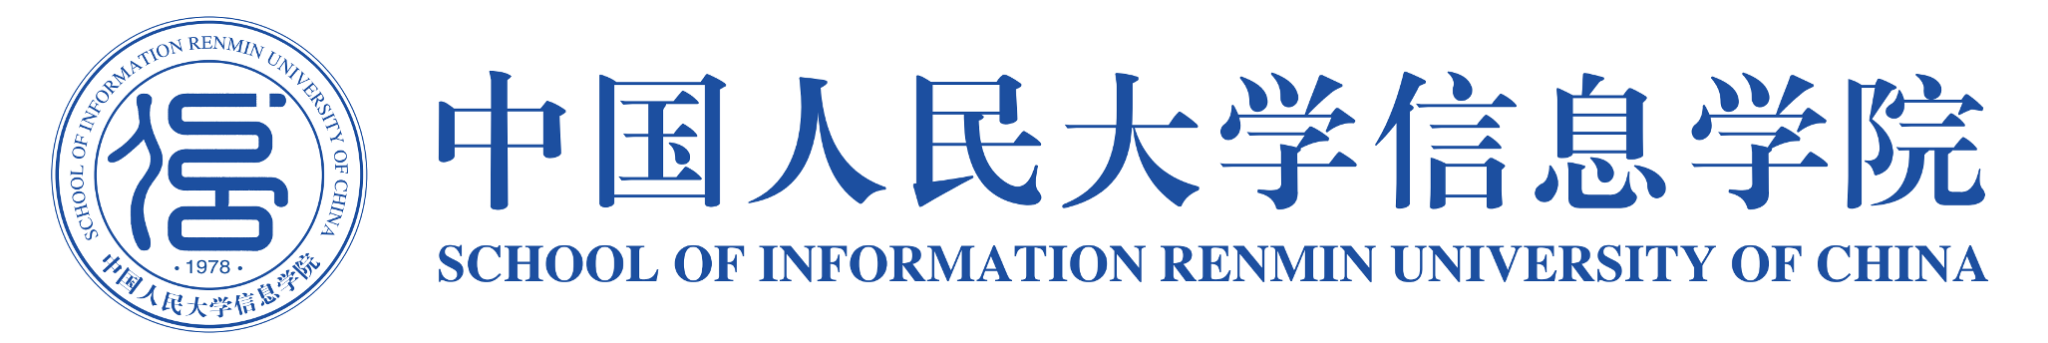 SCHOOL OF INFORMATION RENMIN UNIVERSITY OF CHINA
信
· 1978 ·
中国人民大学信息学院
中国人民大学信息学院
SCHOOL OF INFORMATION RENMIN UNIVERSITY OF CHINA